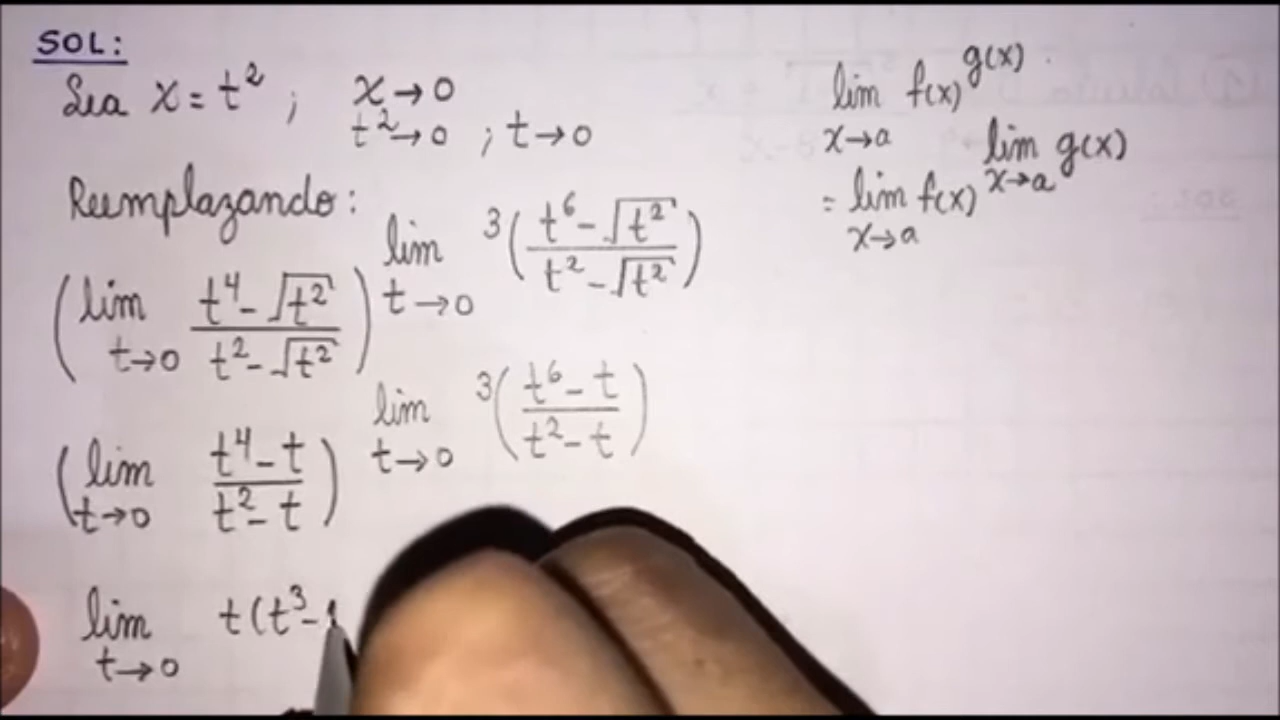 SOL:
Sea x = t² ; x→0
t²→0 ; t→0
Reemplazando:
(lim t→0 (t⁴ - √t²)/(t² - √t²)) lim t→0 3((t⁶ - √t²)/(t² - √t²))
(lim t→0 (t⁴ - t)/(t² - t)) lim t→0 3((t⁶ - t)/(t² - t))
lim t→0 t(t³-
lim x→a f(x)^g(x)
= lim x→a f(x)^lim x→a g(x)